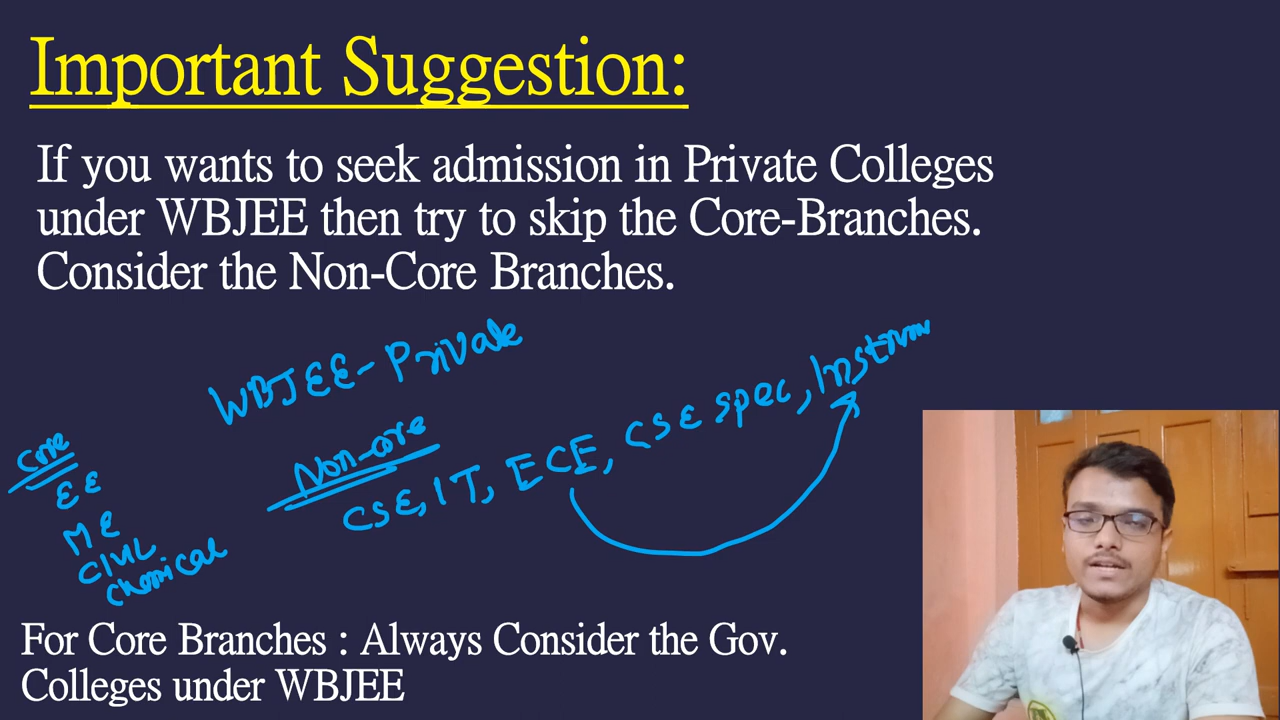 Important Suggestion:
If you wants to seek admission in Private Colleges
under WBJEE then try to skip the Core-Branches.
Consider the Non-Core Branches.
WBJEE-Private
Core
EE
ME
CIVIL
Chemical
Non-core
CSE, IT, ECE, CSE spec, Instrum
For Core Branches : Always Consider the Gov.
Colleges under WBJEE